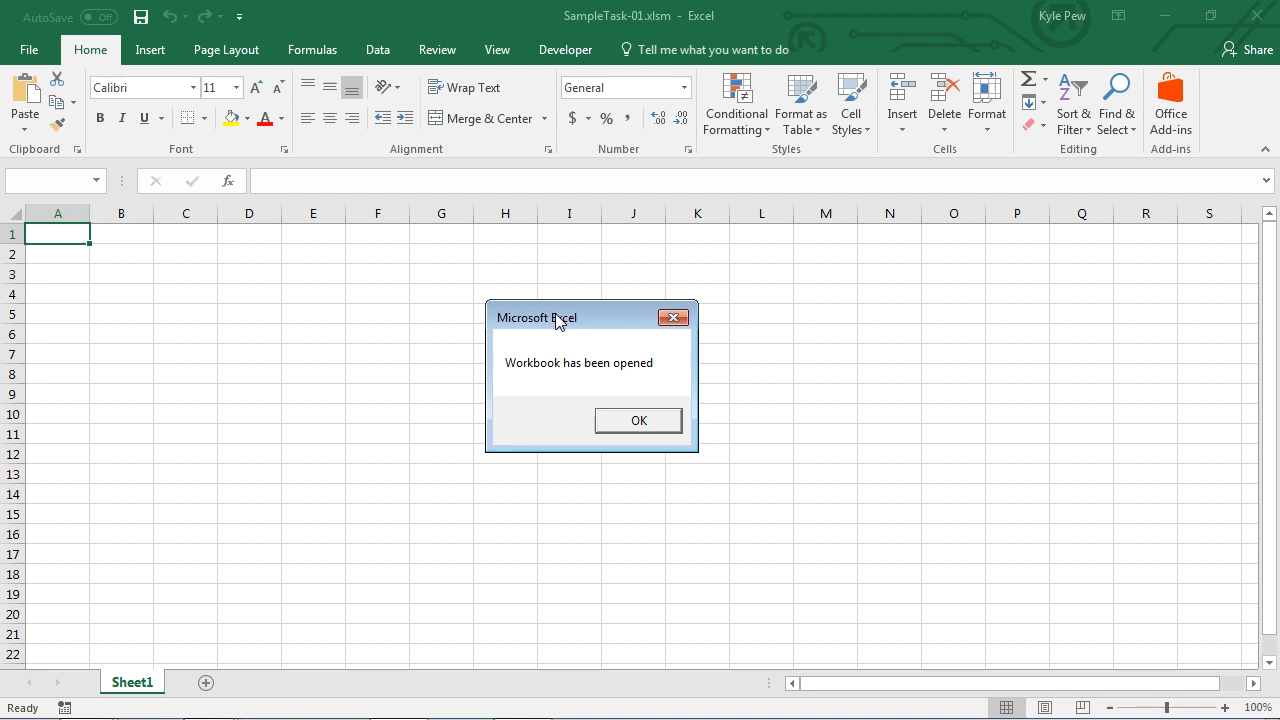 AutoSave Off SampleTask-01.xlsm - Excel Kyle Pew
File Home Insert Page Layout Formulas Data Review View Developer Tell me what you want to do Share
Calibri 11 Wrap Text General
Paste Conditional Formatting Format as Table Cell Styles Insert Delete Format Sort & Filter Find & Select Office Add-ins
B I U A Merge & Center $ % ,
Clipboard Font Alignment Number Styles Cells Editing Add-ins
fx
A B C D E F G H I J K L M N O P Q R S
1
2
3
4
5
6
7
8
9
10
11
12
13
14
15
16
17
18
19
20
21
22
Microsoft Excel
Workbook has been opened
OK
Sheet1
Ready 100%